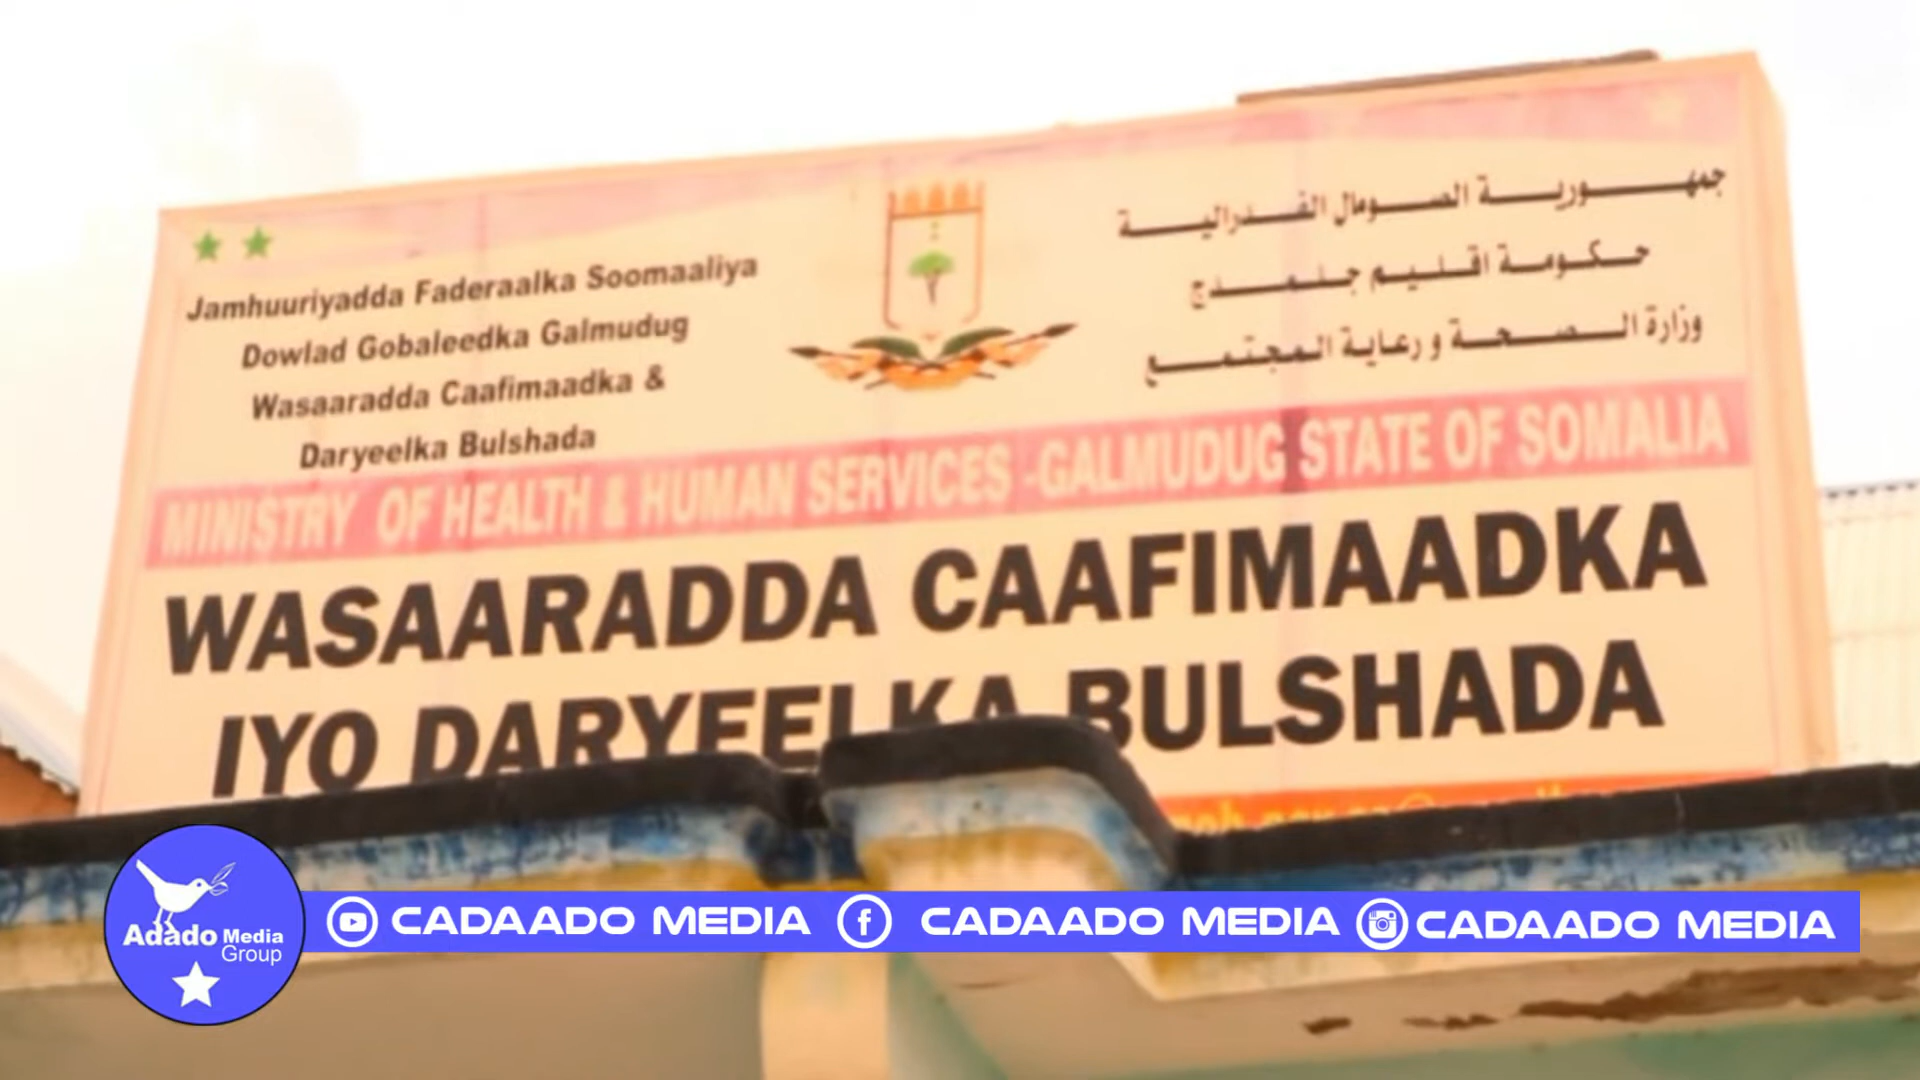 Jamhuuriyadda Faderaalka Soomaaliya
Dowlad Gobaleedka Galmudug
Wasaaradda Caafimaadka &
Daryeelka Bulshada
جمهورية الصومال الفدرالية
حكومة اقليم جلمدج
وزارة الصحة و رعاية المجتمع
MINISTRY OF HEALTH & HUMAN SERVICES -GALMUDUG STATE OF SOMALIA
WASAARADDA CAAFIMAADKA
IYO DARYEELKA BULSHADA
Adado Media
Group
CADAADO MEDIA
CADAADO MEDIA
CADAADO MEDIA